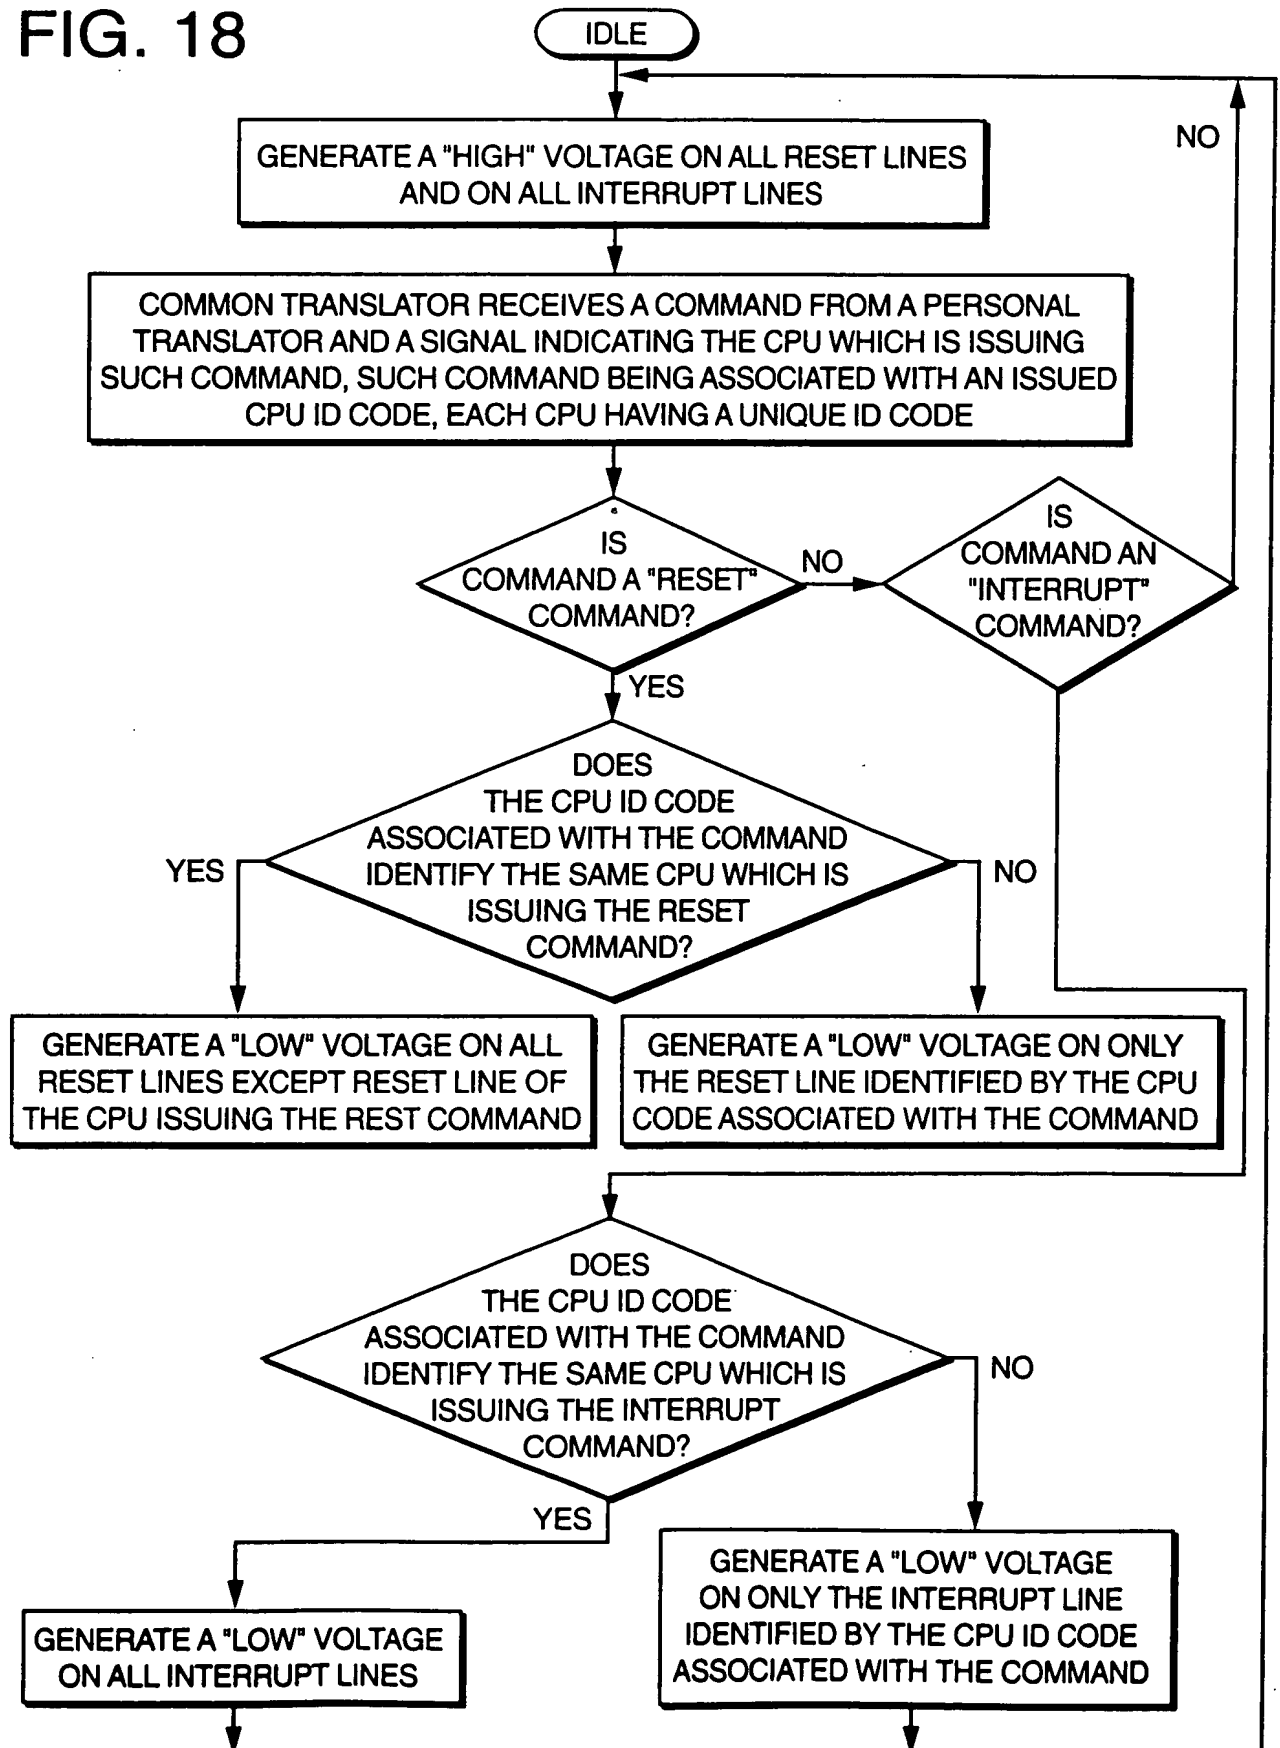 FIG. 18
IDLE
GENERATE A "HIGH" VOLTAGE ON ALL RESET LINES
AND ON ALL INTERRUPT LINES
NO
COMMON TRANSLATOR RECEIVES A COMMAND FROM A PERSONAL
TRANSLATOR AND A SIGNAL INDICATING THE CPU WHICH IS ISSUING
SUCH COMMAND, SUCH COMMAND BEING ASSOCIATED WITH AN ISSUED
CPU ID CODE, EACH CPU HAVING A UNIQUE ID CODE
IS
COMMAND A "RESET"
COMMAND?
NO
IS
COMMAND AN
"INTERRUPT"
COMMAND?
YES
DOES
THE CPU ID CODE
ASSOCIATED WITH THE COMMAND
IDENTIFY THE SAME CPU WHICH IS
ISSUING THE RESET
COMMAND?
YES
NO
GENERATE A "LOW" VOLTAGE ON ALL
RESET LINES EXCEPT RESET LINE OF
THE CPU ISSUING THE REST COMMAND
GENERATE A "LOW" VOLTAGE ON ONLY
THE RESET LINE IDENTIFIED BY THE CPU
CODE ASSOCIATED WITH THE COMMAND
DOES
THE CPU ID CODE
ASSOCIATED WITH THE COMMAND
IDENTIFY THE SAME CPU WHICH IS
ISSUING THE INTERRUPT
COMMAND?
NO
YES
GENERATE A "LOW" VOLTAGE
ON ALL INTERRUPT LINES
GENERATE A "LOW" VOLTAGE
ON ONLY THE INTERRUPT LINE
IDENTIFIED BY THE CPU ID CODE
ASSOCIATED WITH THE COMMAND